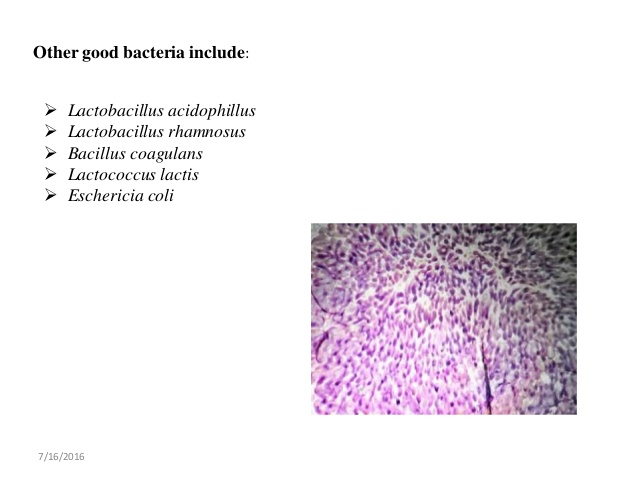 Other good bacteria include:
➢ Lactobacillus acidophillus
➢ Lactobacillus rhamnosus
➢ Bacillus coagulans
➢ Lactococcus lactis
➢ Eschericia coli
7/16/2016